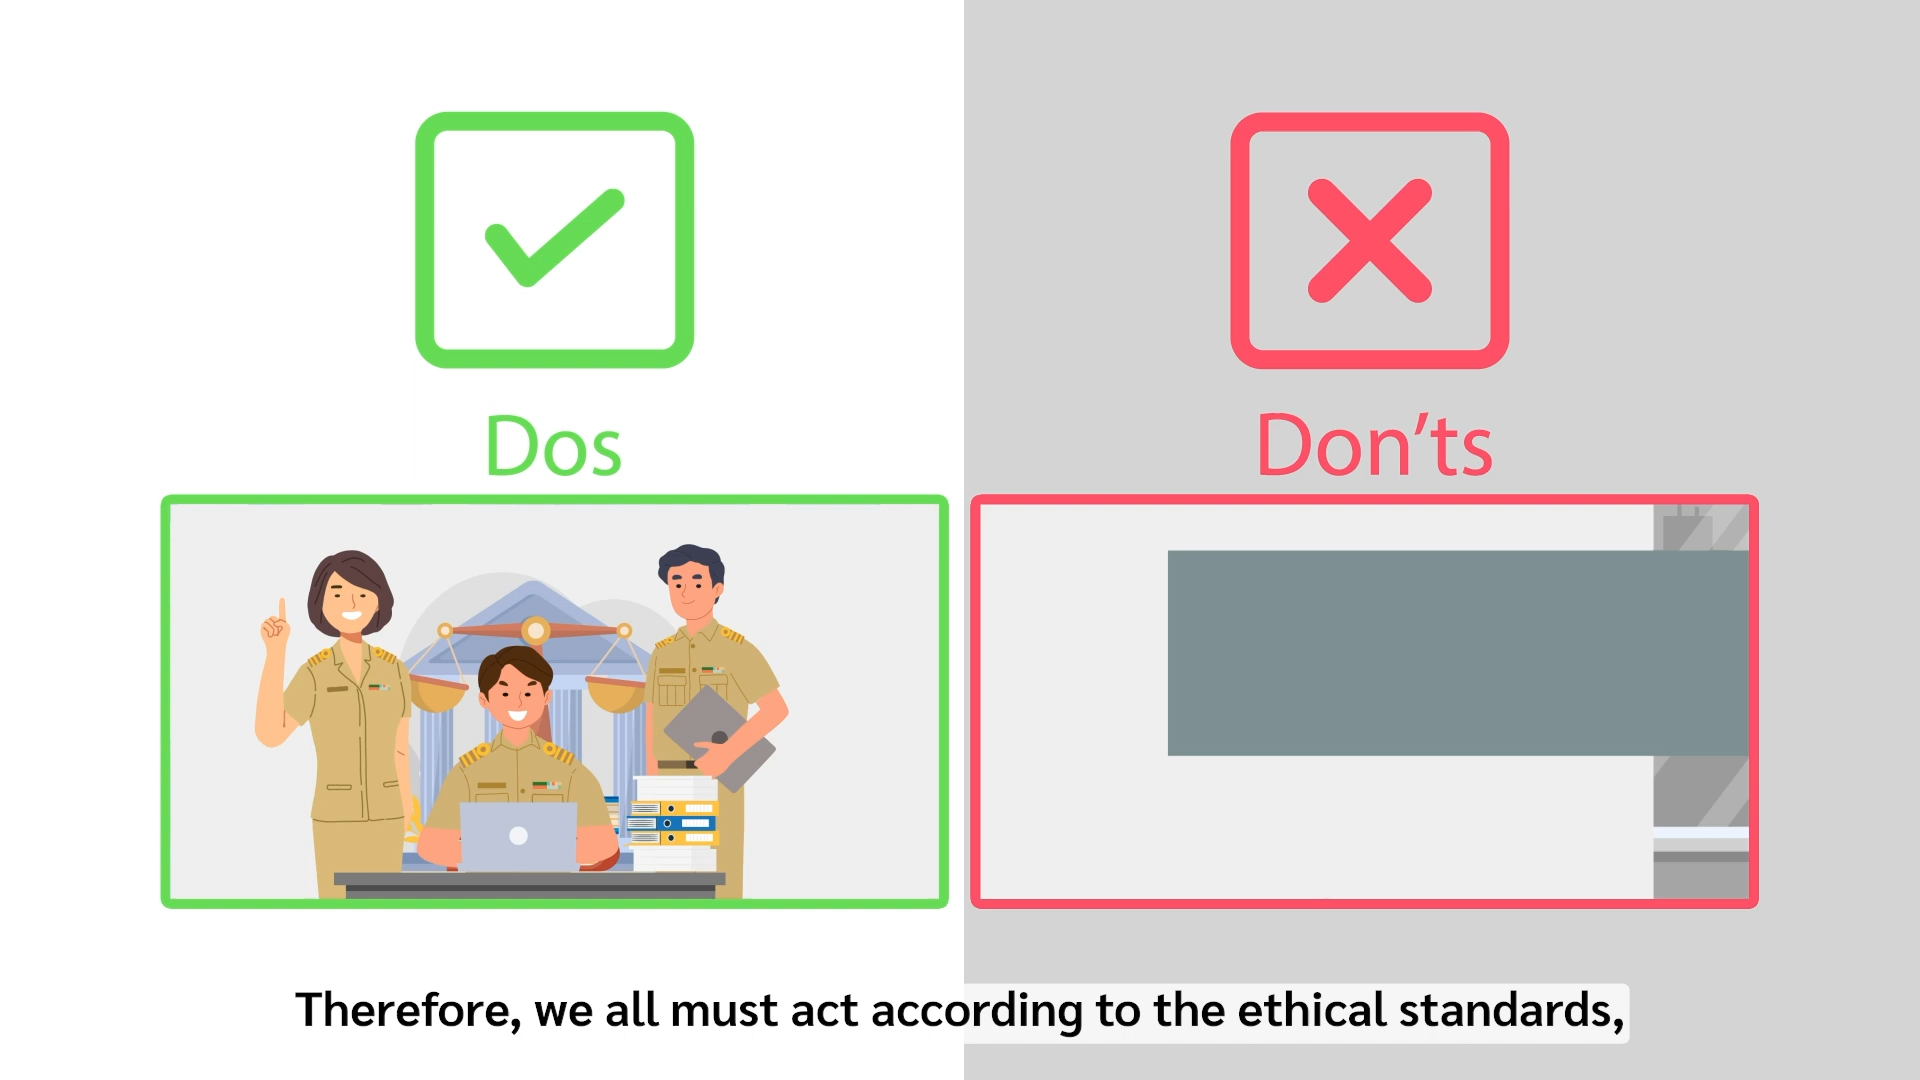 Dos
Don’ts
Therefore, we all must act according to the ethical standards,